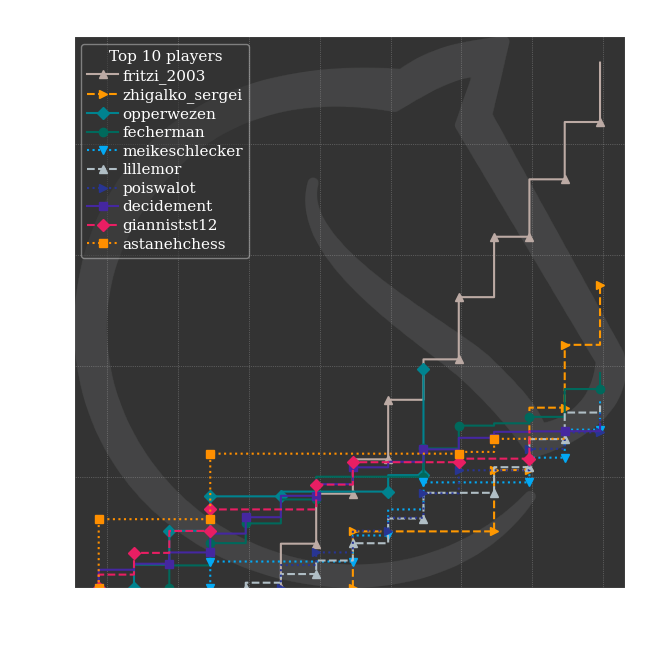 Top 10 players
fritzi_2003
zhigalko_sergei
opperwezen
fecherman
meikeschlecker
lillemor
poiswalot
decidement
giannistst12
astanehchess